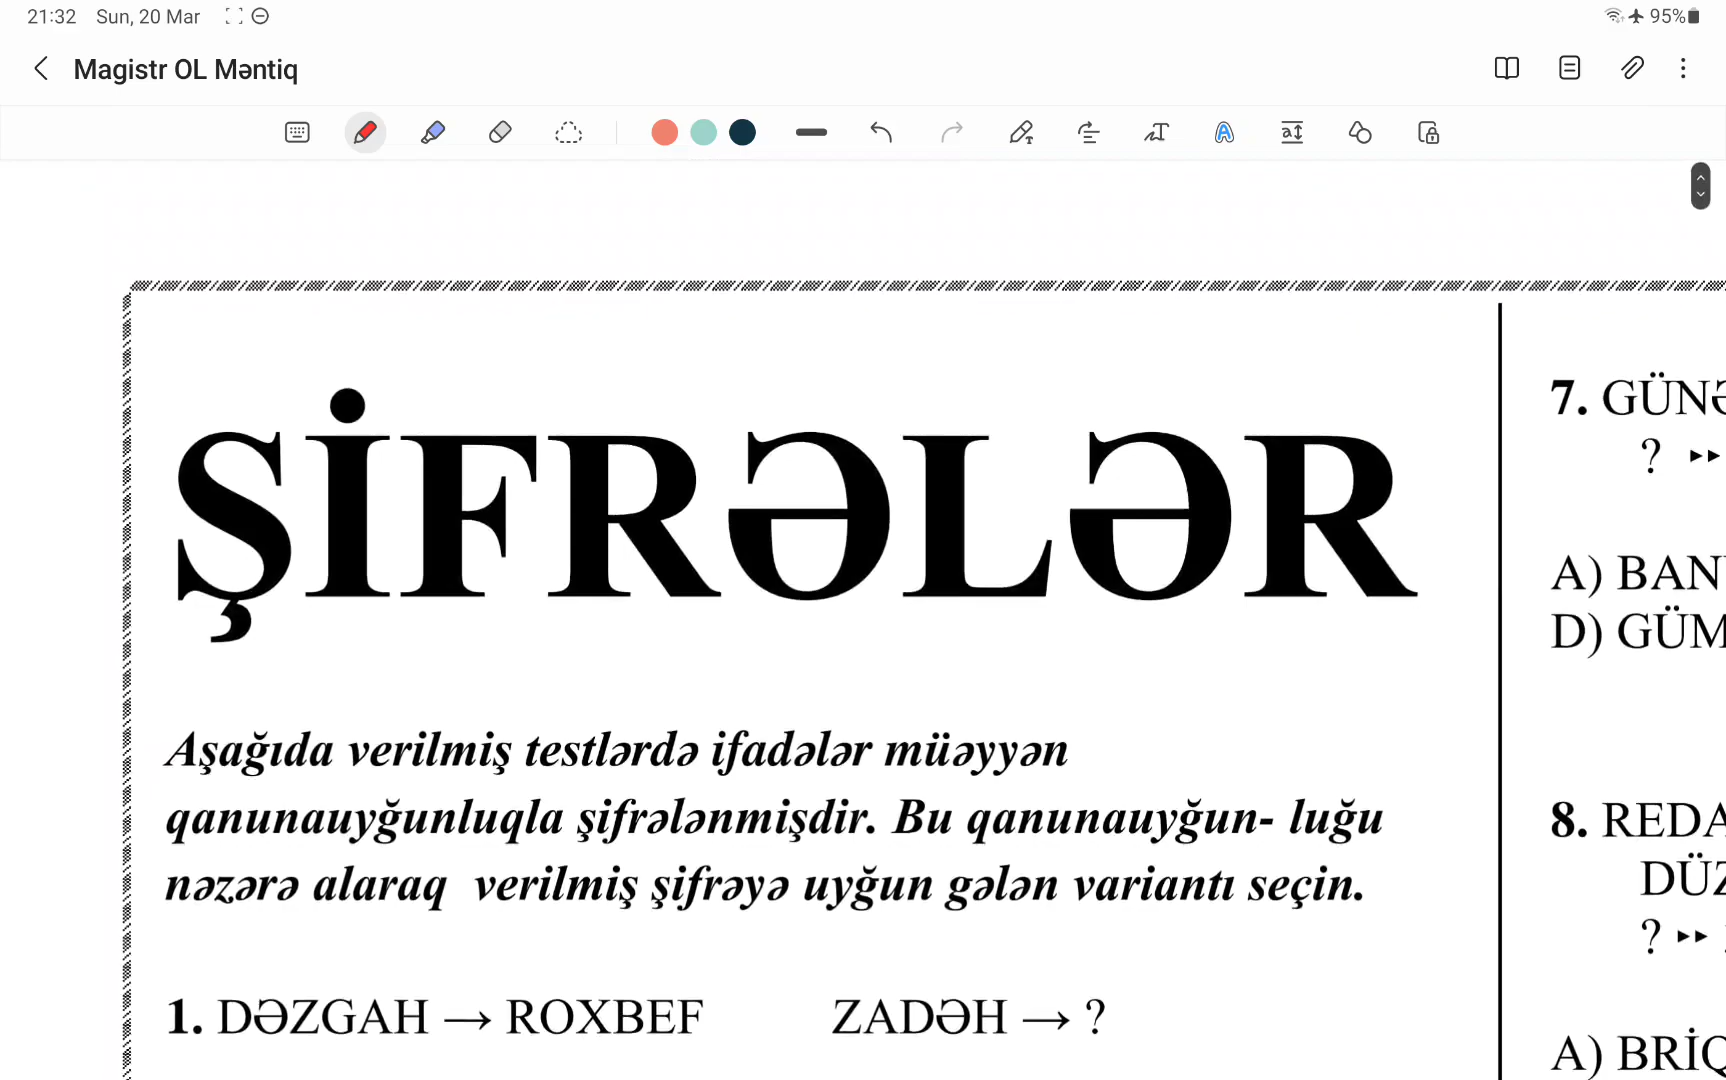 21:32 Sun, 20 Mar
95%
Magistr OL Məntiq
ŞİFRƏLƏR
Aşağıda verilmiş testlərdə ifadələr müəyyən
qanunauyğunluqla şifrələnmişdir. Bu qanunauyğun- luğu
nəzərə alaraq verilmiş şifrəyə uyğun gələn variantı seçin.
1. DƏZGAH → ROXBEF ZADƏH → ?
7. GÜNƏ
?
A) BAN
D) GÜM
8. REDA
DÜZ
?
A) BRİQ